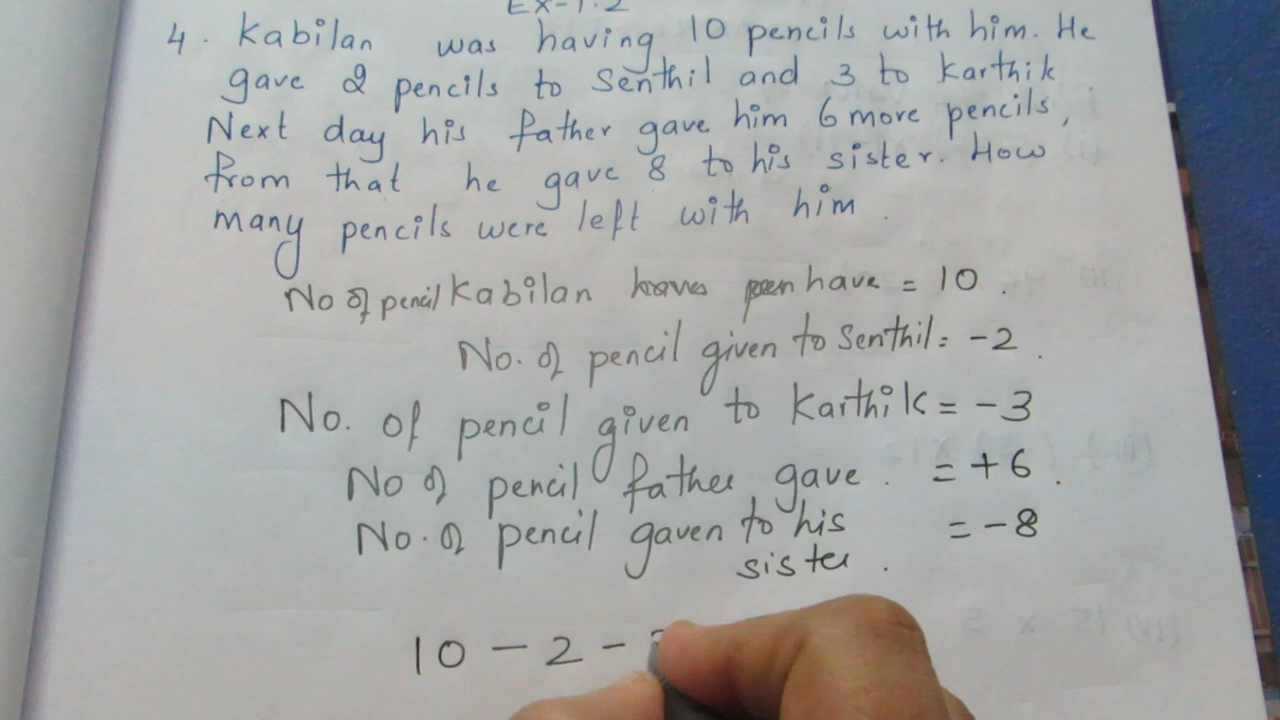 Ex-1.2
4. Kabilan was having 10 pencils with him. He
gave 2 pencils to Senthil and 3 to Karthik
Next day his father gave him 6 more pencils,
from that he gave 8 to his sister. How
many pencils were left with him.
No of pencil Kabilan have = 10.
No. of pencil given to Senthil = -2.
No. of pencil given to Karthik = -3
No of pencil father gave. = +6.
No. of pencil gaven to his = -8
sister.
10 - 2 -